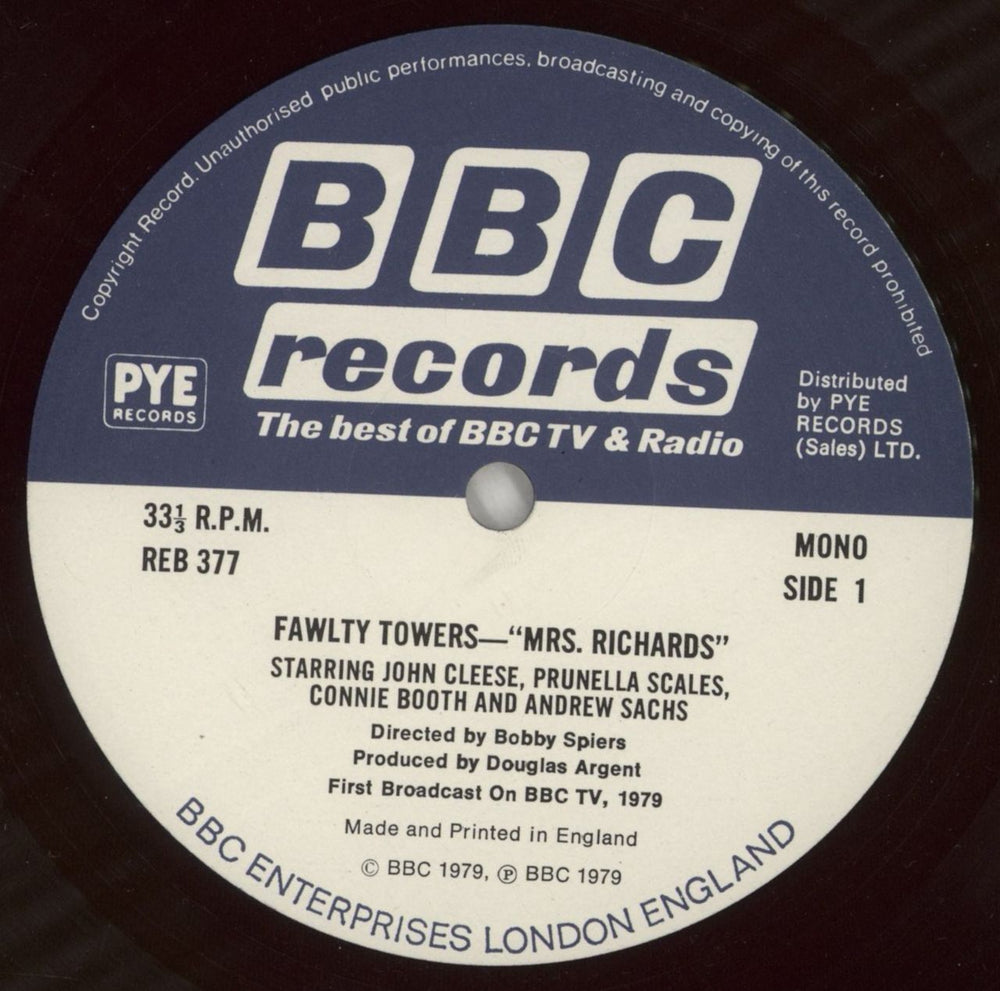 Copyright Record. Unauthorised public performances, broadcasting and copying of this record prohibited
BBC
records
The best of BBC TV & Radio
PYE
RECORDS
Distributed
by PYE
RECORDS
(Sales) LTD.
33⅓ R.P.M.
REB 377
MONO
SIDE 1
FAWLTY TOWERS—“MRS. RICHARDS”
STARRING JOHN CLEESE, PRUNELLA SCALES,
CONNIE BOOTH AND ANDREW SACHS
Directed by Bobby Spiers
Produced by Douglas Argent
First Broadcast On BBC TV, 1979
Made and Printed in England
© BBC 1979, ℗ BBC 1979
BBC ENTERPRISES LONDON ENGLAND